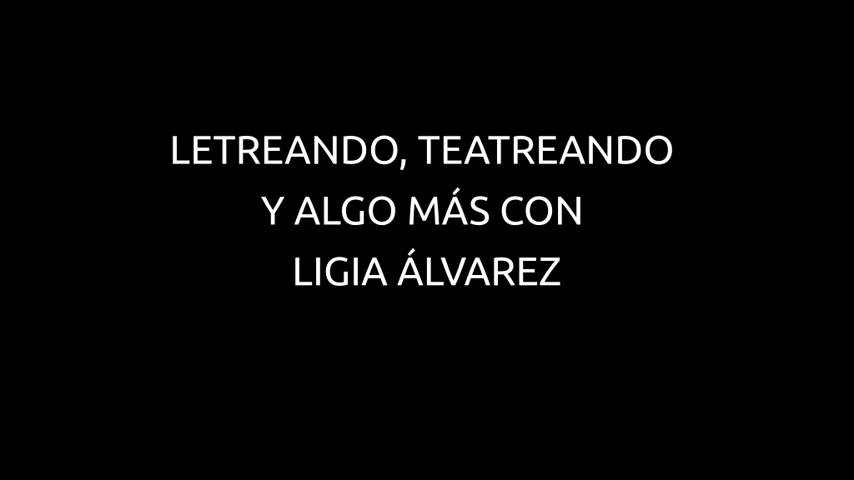 LETREANDO, TEATREANDO
Y ALGO MÁS CON
LIGIA ÁLVAREZ